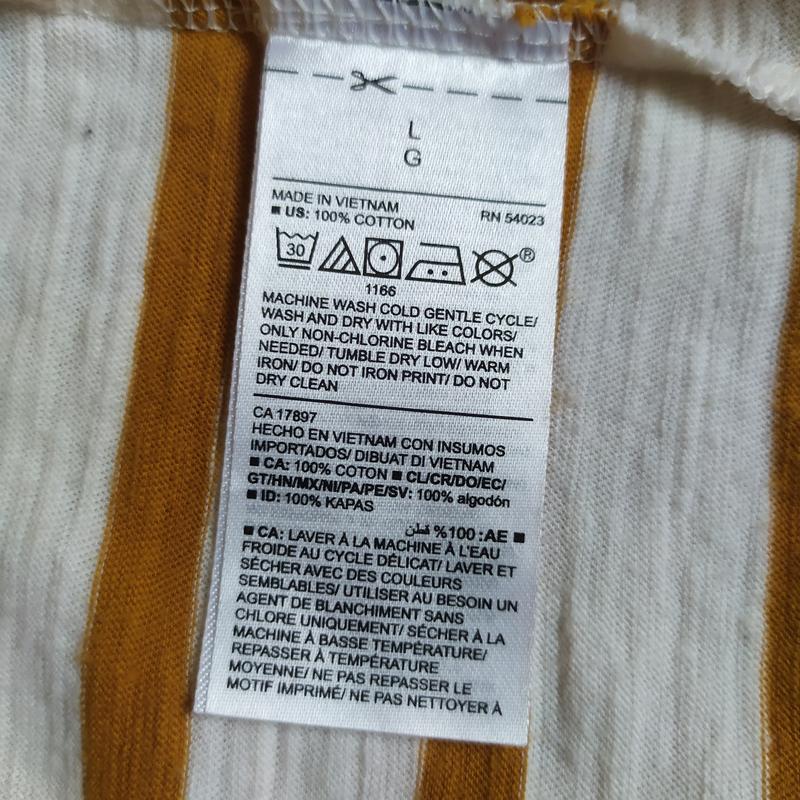 L
G
MADE IN VIETNAM RN 54023
■ US: 100% COTTON
30 ®
1166
MACHINE WASH COLD GENTLE CYCLE/
WASH AND DRY WITH LIKE COLORS/
ONLY NON-CHLORINE BLEACH WHEN
NEEDED/ TUMBLE DRY LOW/ WARM
IRON/ DO NOT IRON PRINT/ DO NOT
DRY CLEAN
CA 17897
HECHO EN VIETNAM CON INSUMOS
IMPORTADOS/ DIBUAT DI VIETNAM
■ CA: 100% COTON ■ CL/CR/DO/EC/
GT/HN/MX/NI/PA/PE/SV: 100% algodón
■ ID: 100% KAPAS
■ AE: 100% قطن
■ CA: LAVER À LA MACHINE À L'EAU
FROIDE AU CYCLE DÉLICAT/ LAVER ET
SÉCHER AVEC DES COULEURS
SEMBLABLES/ UTILISER AU BESOIN UN
AGENT DE BLANCHIMENT SANS
CHLORE UNIQUEMENT/ SÉCHER À LA
MACHINE À BASSE TEMPÉRATURE/
REPASSER À TEMPÉRATURE
MOYENNE/ NE PAS REPASSER LE
MOTIF IMPRIMÉ/ NE PAS NETTOYER À